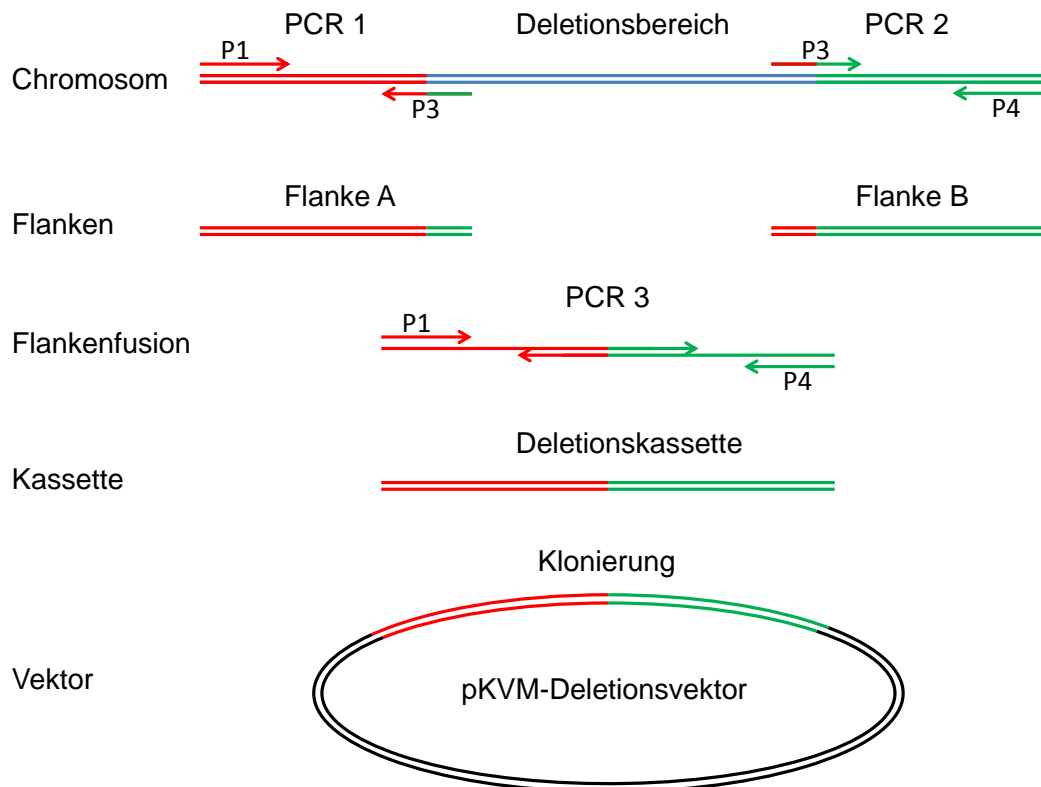 PCR 1 Deletionsbereich PCR 2
P1 P3
Chromosom
P3 P4
Flanke A Flanke B
Flanken
PCR 3
P1
Flankenfusion
P4
Deletionskassette
Kassette
Klonierung
Vektor pKVM-Deletionsvektor